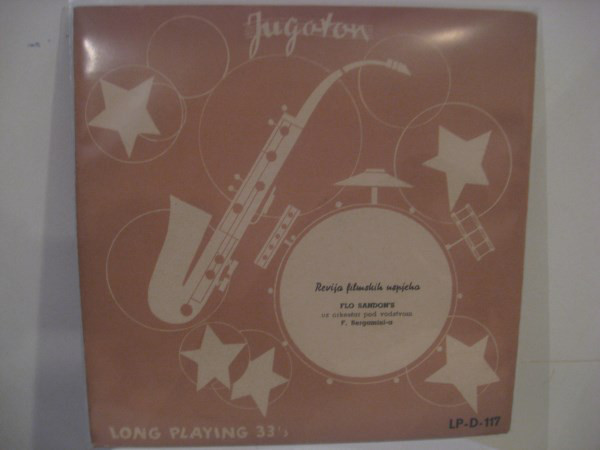 Jugoton
Revija filmskih uspjeha
FLO SANDON'S
uz orkestar pod vodstvom
F. Bergamini-a
LONG PLAYING 33⅓
LP-D-117